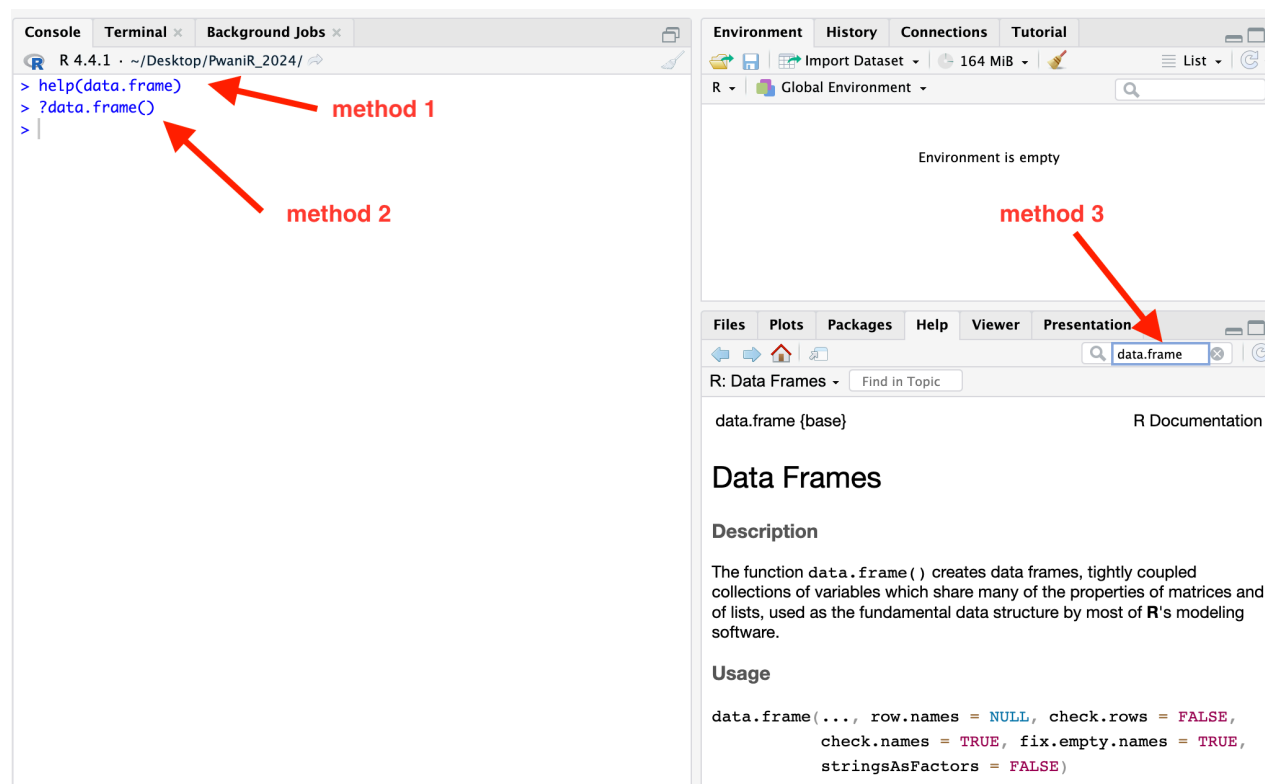 Console Terminal Background Jobs
R 4.4.1 · ~/Desktop/PwaniR_2024/
> help(data.frame)
> ?data.frame()
>
method 1
method 2
Environment History Connections Tutorial
Import Dataset 164 MiB List
R Global Environment
Environment is empty
method 3
Files Plots Packages Help Viewer Presentation
data.frame
R: Data Frames Find in Topic
data.frame {base} R Documentation
Data Frames
Description
The function data.frame() creates data frames, tightly coupled
collections of variables which share many of the properties of matrices and
of lists, used as the fundamental data structure by most of R's modeling
software.
Usage
data.frame(..., row.names = NULL, check.rows = FALSE,
check.names = TRUE, fix.empty.names = TRUE,
stringsAsFactors = FALSE)